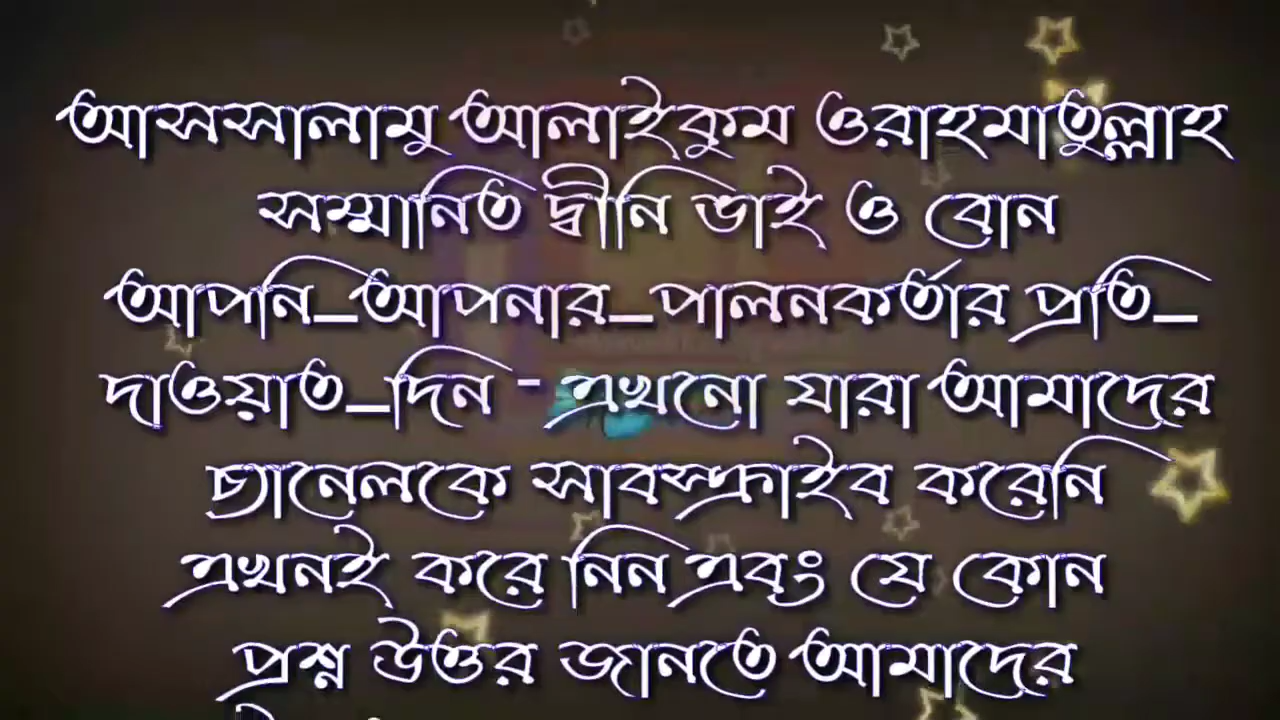 আসসালামু আলাইকুম ওরাহমাতুল্লাহ
সম্মানিত দ্বীনি ভাই ও বোন
আপনি_আপনার_পালনকর্তার প্রতি_
দাওয়াত_দিন - এখনো যারা আমাদের
চ্যানেলকে সাবস্ক্রাইব করেনি
এখনই করে নিন এবং যে কোন
প্রশ্ন উত্তর জানতে আমাদের